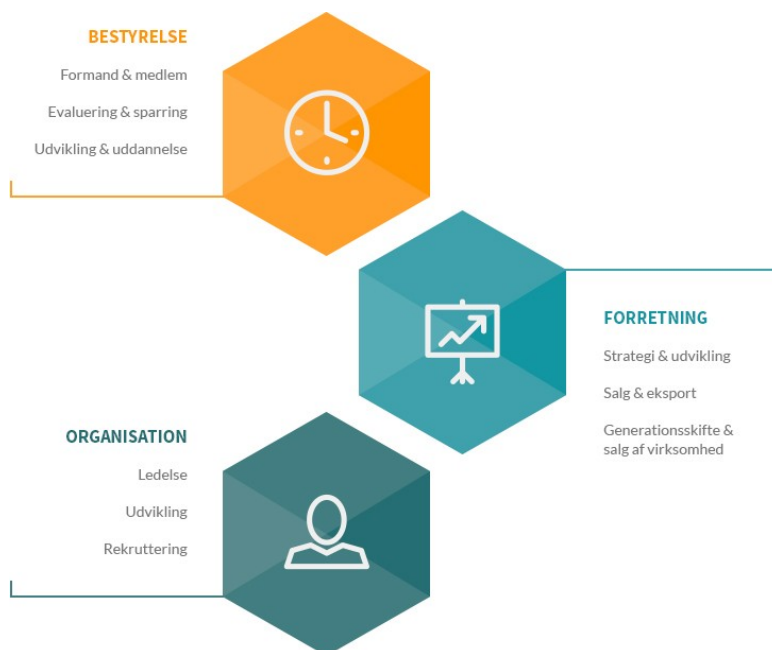 BESTYRELSE
Formand & medlem
Evaluering & sparring
Udvikling & uddannelse
FORRETNING
Strategi & udvikling
Salg & eksport
Generationsskifte &
salg af virksomhed
ORGANISATION
Ledelse
Udvikling
Rekruttering